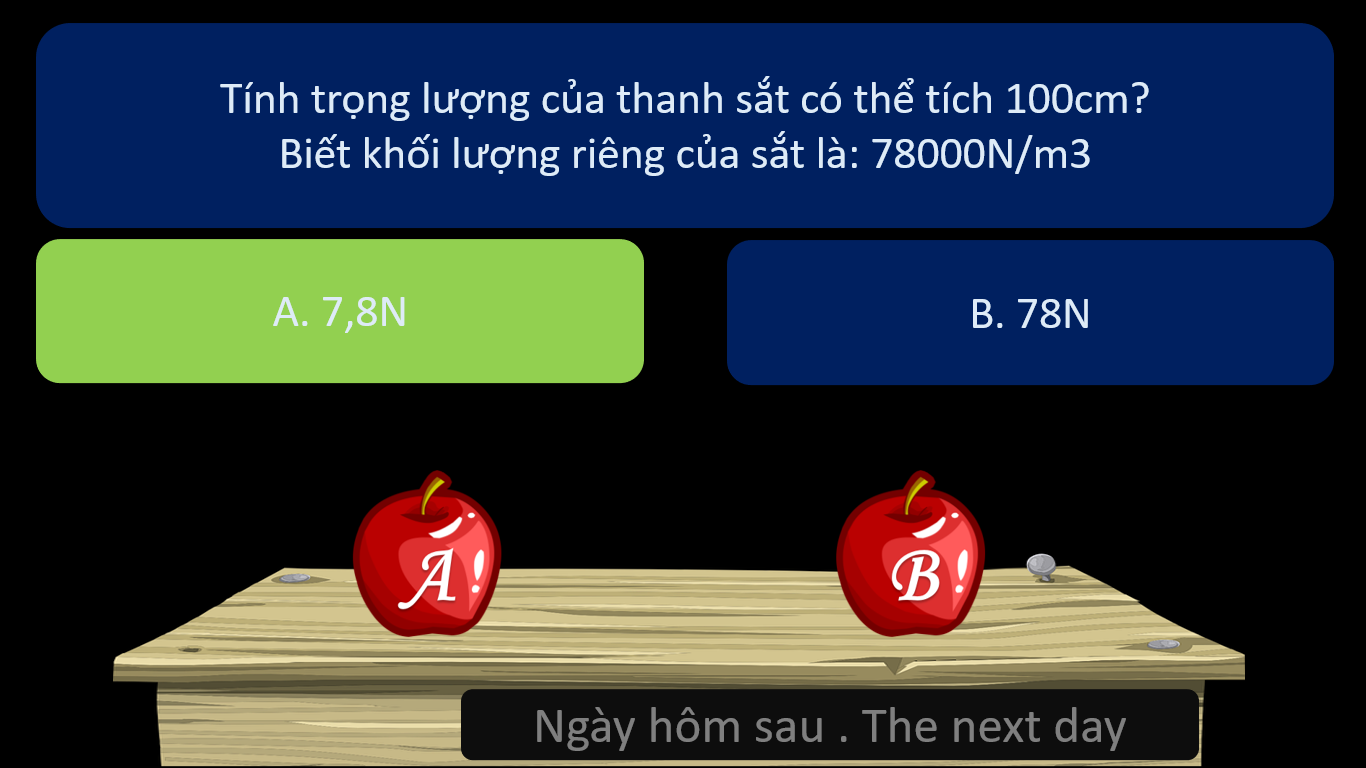 Tính trọng lượng của thanh sắt có thể tích 100cm?
Biết khối lượng riêng của sắt là: 78000N/m3
A. 7,8N
B. 78N
A
B
Ngày hôm sau . The next day